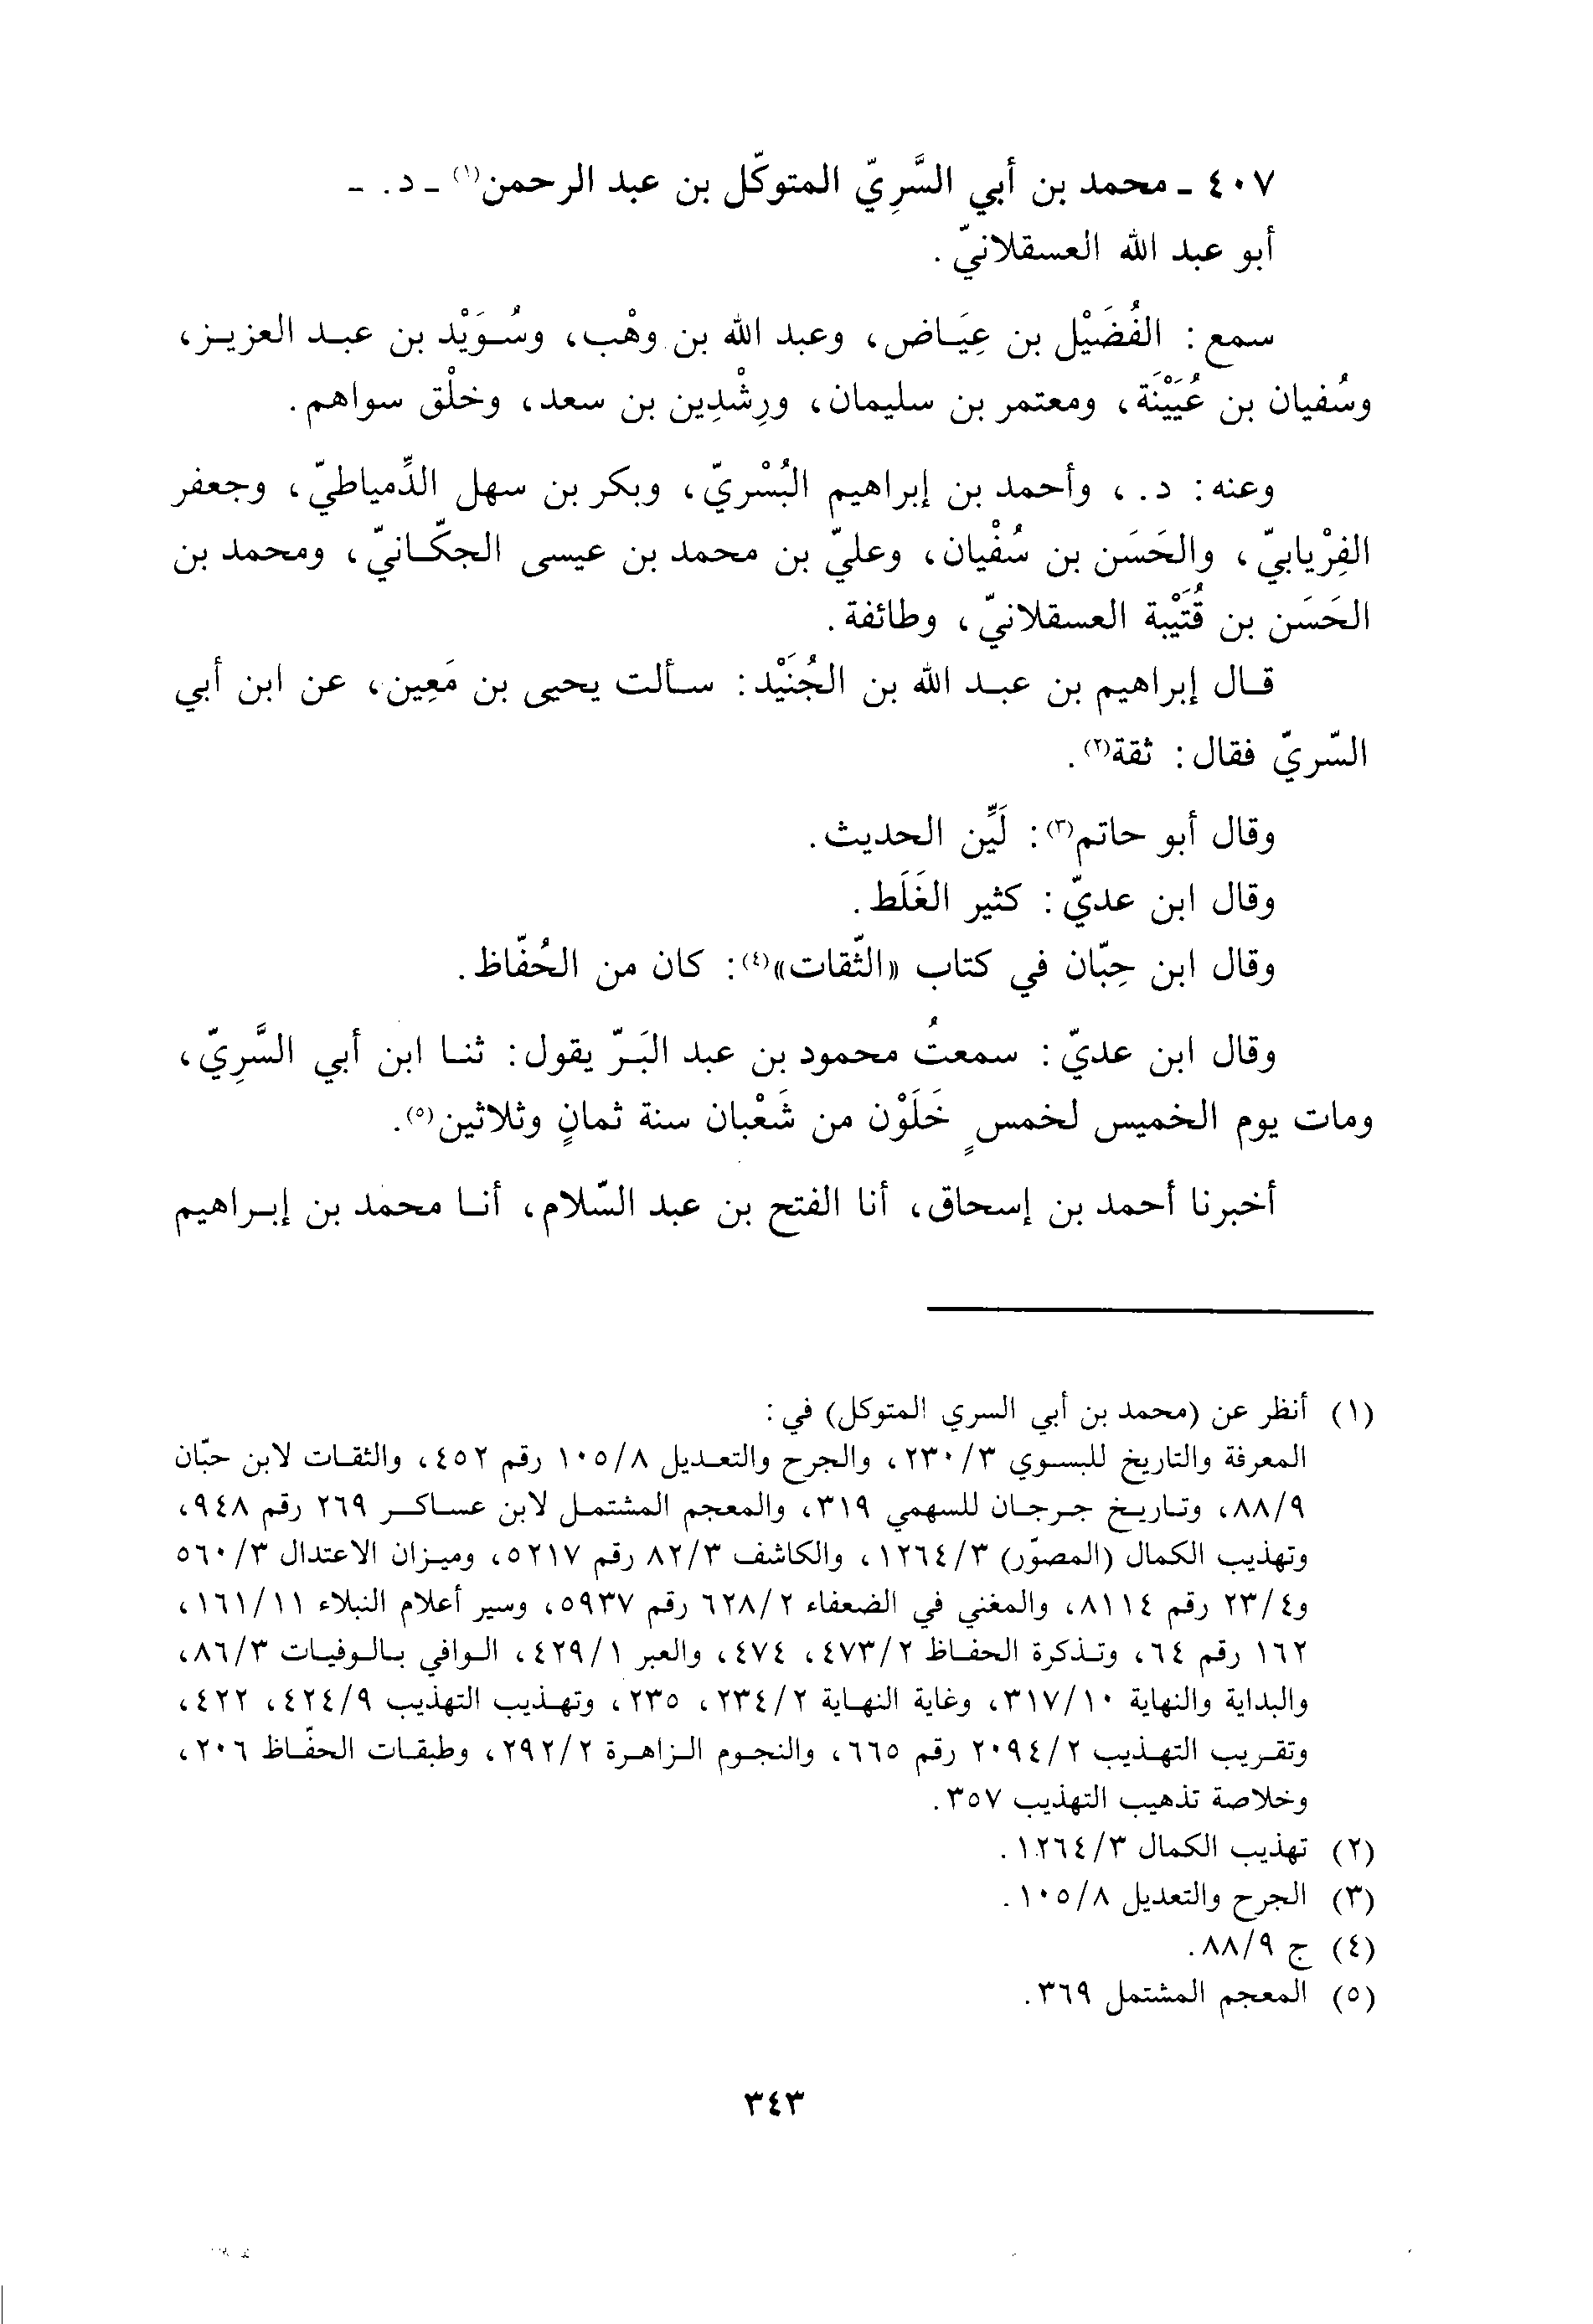 ٤٠٧ ـ محمد بن أبي السَّرِيّ المتوكّل بن عبد الرحمن(١) ـ د. ـ
أبو عبد الله العسقلانيّ.
سمع: الفُضَيْل بن عِيَاض، وعبد الله بن وهْب، وسُوَيْد بن عبد العزيز،
وسُفيان بن عُيَيْنَة، ومعتمر بن سليمان، ورِشْدِين بن سعد، وخلْق سواهم.
وعنه: د.، وأحمد بن إبراهيم البُسْريّ، وبكر بن سهل الدِّمياطيّ، وجعفر
الفِرْيابيّ، والحَسَن بن سُفْيان، وعليّ بن محمد بن عيسى الجكّانيّ، ومحمد بن
الحَسَن بن قُتَيْبة العسقلانيّ، وطائفة.
قال إبراهيم بن عبد الله بن الجُنَيْد: سألت يحيى بن مَعِين، عن ابن أبي
السّريّ فقال: ثقة(٢).
وقال أبو حاتم(٣): لَيِّن الحديث.
وقال ابن عديّ: كثير الغَلَط.
وقال ابن حِبّان في كتاب «الثّقات»(٤): كان من الحُفّاظ.
وقال ابن عديّ: سمعتُ محمود بن عبد البَرّ يقول: ثنا ابن أبي السَّرِيّ،
ومات يوم الخميس لخمسٍ خَلَوْن من شَعْبان سنة ثمانٍ وثلاثين(٥).
أخبرنا أحمد بن إسحاق، أنا الفتح بن عبد السّلام، أنا محمد بن إبراهيم
(١) أنظر عن (محمد بن أبي السري المتوكل) في:
المعرفة والتاريخ للبسوي ٢٣٠/٣، والجرح والتعديل ١٠٥/٨ رقم ٤٥٢، والثقات لابن حبّان
٨٨/٩، وتاريخ جرجان للسهمي ٣١٩، والمعجم المشتمل لابن عساكر ٢٦٩ رقم ٩٤٨،
وتهذيب الكمال (المصوّر) ١٢٦٤/٣، والكاشف ٨٢/٣ رقم ٥٢١٧، وميزان الاعتدال ٥٦٠/٣
و٢٣/٤ رقم ٨١١٤، والمغني في الضعفاء ٦٢٨/٢ رقم ٥٩٣٧، وسير أعلام النبلاء ١٦١/١١،
١٦٢ رقم ٦٤، وتذكرة الحفاظ ٤٧٣/٢، ٤٧٤، والعبر ٤٢٩/١، الوافي بالوفيات ٨٦/٣،
والبداية والنهاية ٣١٧/١٠، وغاية النهاية ٢٣٤/٢، ٢٣٥، وتهذيب التهذيب ٤٢٤/٩، ٤٢٢،
وتقريب التهذيب ٢٠٩٤/٢ رقم ٦٦٥، والنجوم الزاهرة ٢٩٢/٢، وطبقات الحفّاظ ٢٠٦،
وخلاصة تذهيب التهذيب ٣٥٧.
(٢) تهذيب الكمال ١٢٦٤/٣.
(٣) الجرح والتعديل ١٠٥/٨.
(٤) ج ٨٨/٩.
(٥) المعجم المشتمل ٣٦٩.
٣٤٣